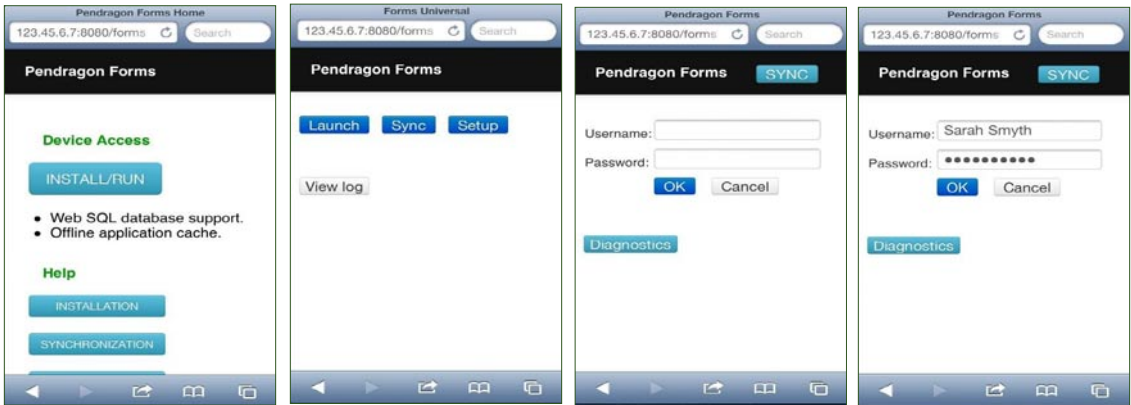 Pendragon Forms Home
123.45.6.7:8080/forms
Search
Pendragon Forms
Device Access
INSTALL/RUN
• Web SQL database support.
• Offline application cache.
Help
INSTALLATION
SYNCHRONIZATION
Forms Universal
123.45.6.7:8080/forms
Search
Pendragon Forms
Launch Sync Setup
View log
Pendragon Forms
123.45.6.7:8080/forms
Search
Pendragon Forms SYNC
Username:
Password:
OK Cancel
Diagnostics
Pendragon Forms
123.45.6.7:8080/forms
Search
Pendragon Forms SYNC
Username: Sarah Smyth
Password: ●●●●●●●●●●
OK Cancel
Diagnostics